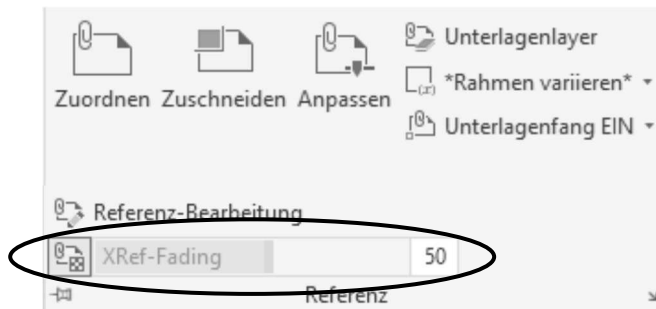 Unterlagenlayer
Zuordnen Zuschneiden Anpassen
*Rahmen variieren*
Unterlagenfang EIN
Referenz-Bearbeitung
XRef-Fading 50
Referenz